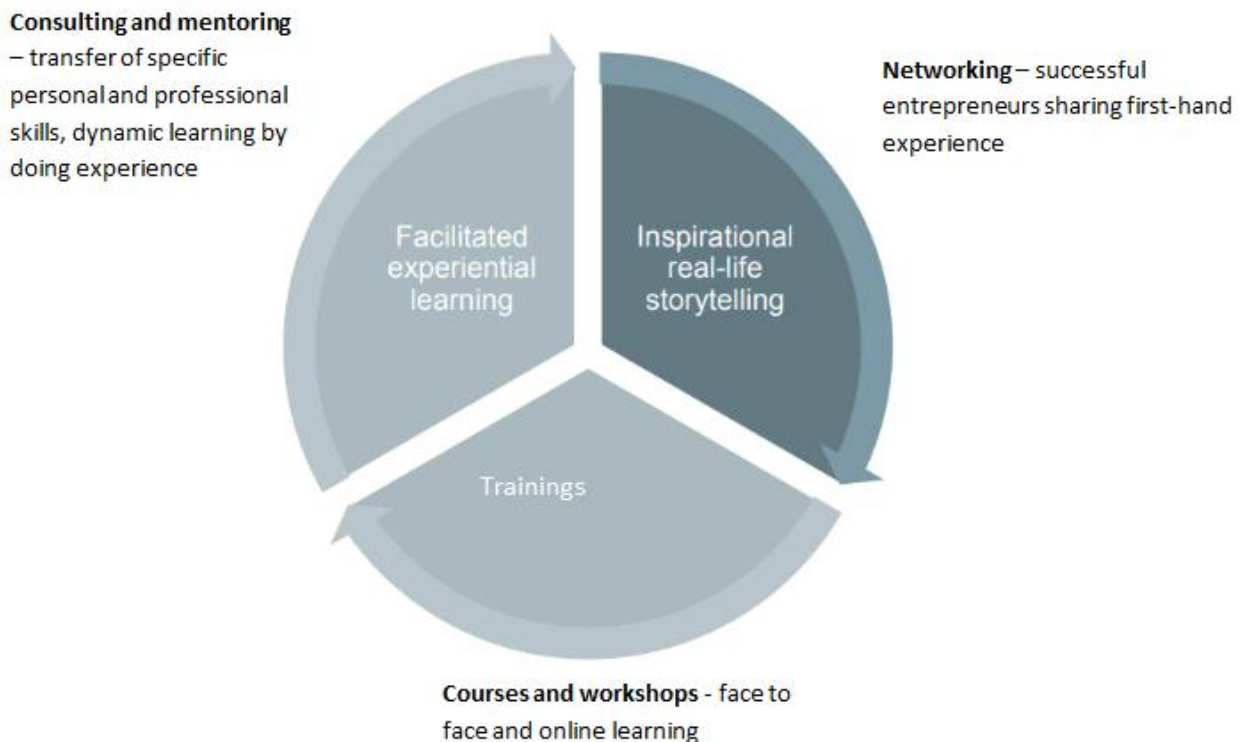 Consulting and mentoring
– transfer of specific
personal and professional
skills, dynamic learning by
doing experience
Networking – successful
entrepreneurs sharing first-hand
experience
Facilitated
experiential
learning
Inspirational
real-life
storytelling
Trainings
Courses and workshops - face to
face and online learning